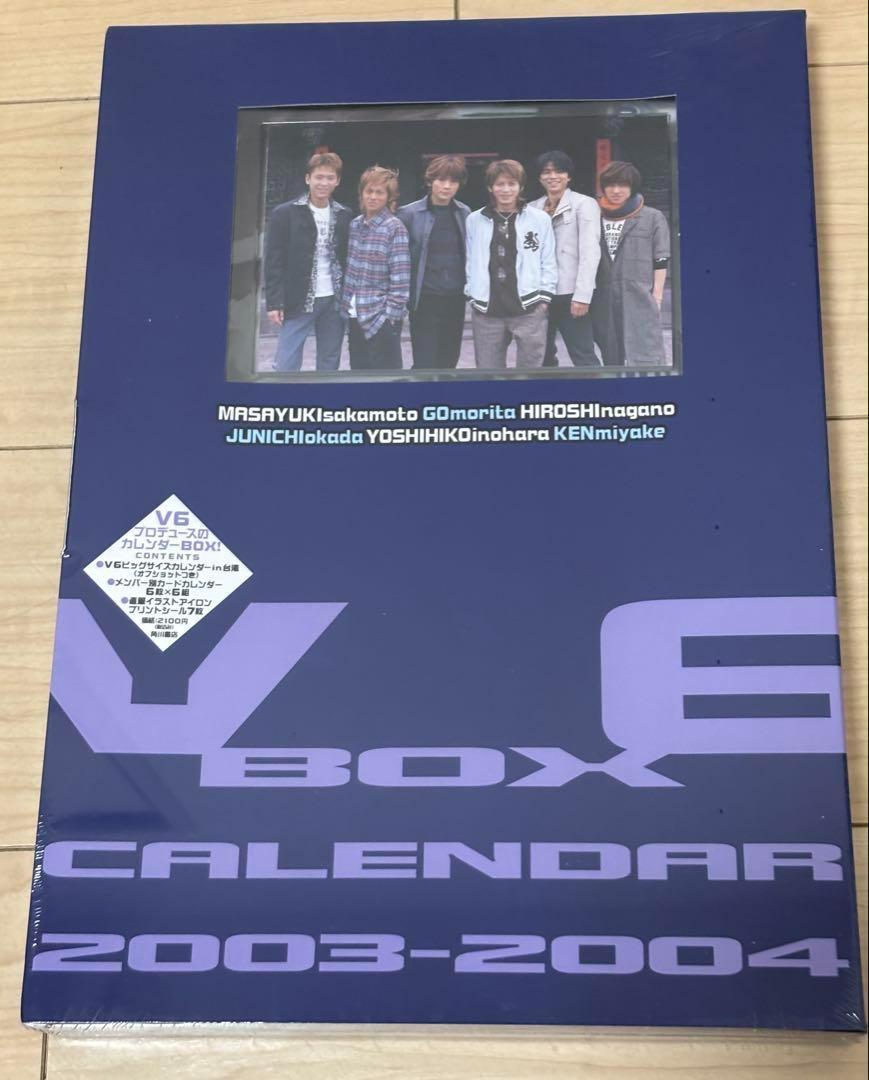 MASAYUKIsakamoto GOmorita HIROSHInagano
JUNICHIokada YOSHIHIKOinohara KENmiyake
V6
プロデュースの
カレンダーBOX!
CONTENTS
●V6ビッグサイズカレンダーin台湾
(オフショットつき)
●メンバー別カードカレンダー
6枚×6組
●直筆イラストアイロン
プリントシール7枚
価格:2100円
(税込み)
角川書店
V6
BOX
CALENDAR
2003-2004